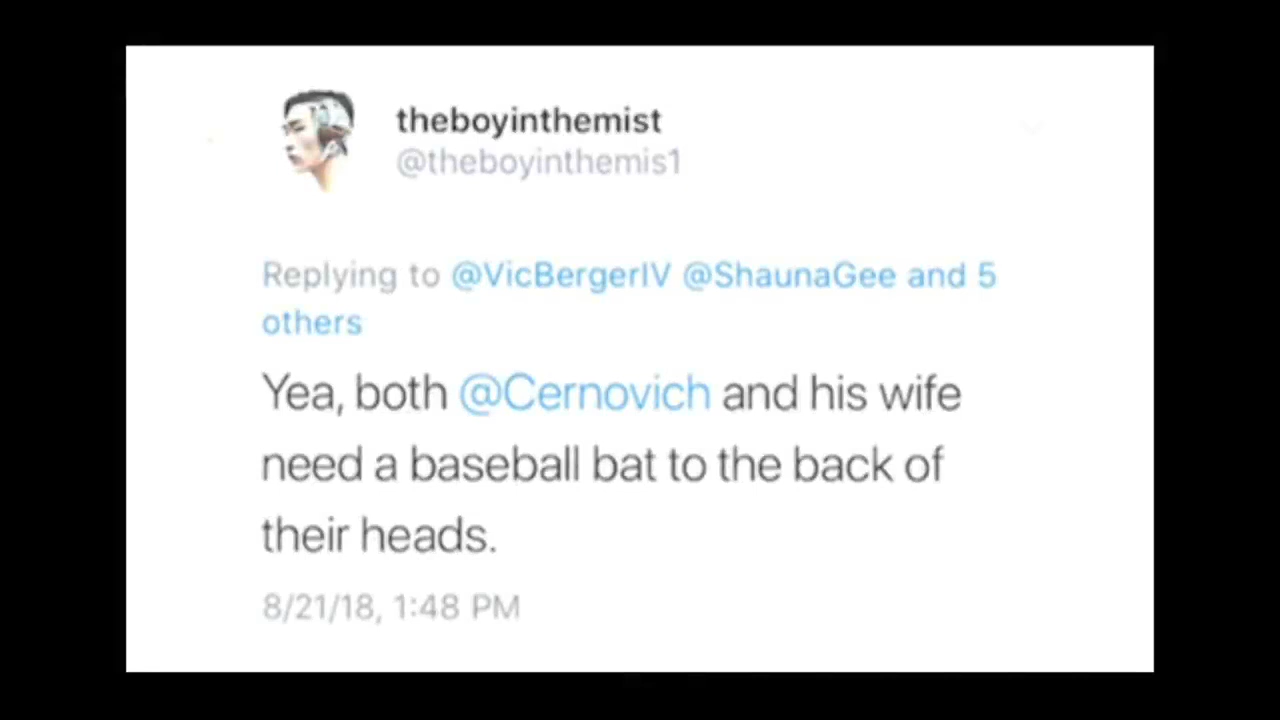 theboyinthemist
@theboyinthemis1
Replying to @VicBergerIV @ShaunaGee and 5
others
Yea, both @Cernovich and his wife
need a baseball bat to the back of
their heads.
8/21/18, 1:48 PM